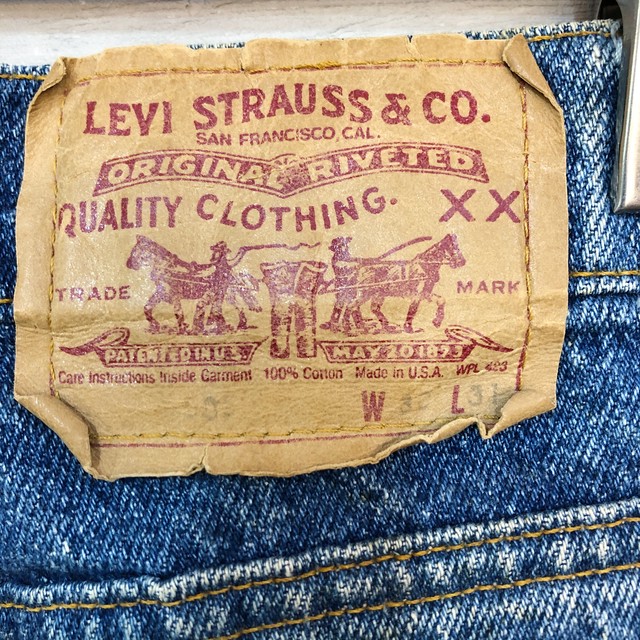 LEVI STRAUSS & CO.
SAN FRANCISCO CAL.
ORIGINAL RIVETED
QUALITY CLOTHING. XX
TRADE MARK
PATENTED IN U.S. MAY 20 1873
Care Instructions Inside Garment 100% Cotton Made in U.S.A. WPL 423
W L 31